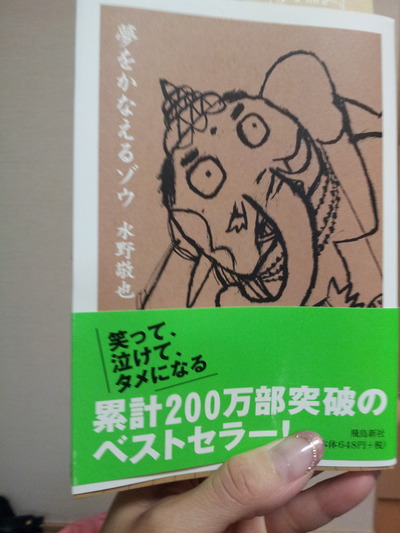 夢をかなえるゾウ
水野敬也
笑って、
泣けて、
タメになる
累計200万部突破の
ベストセラー!
飛鳥新社
本体648円+税)